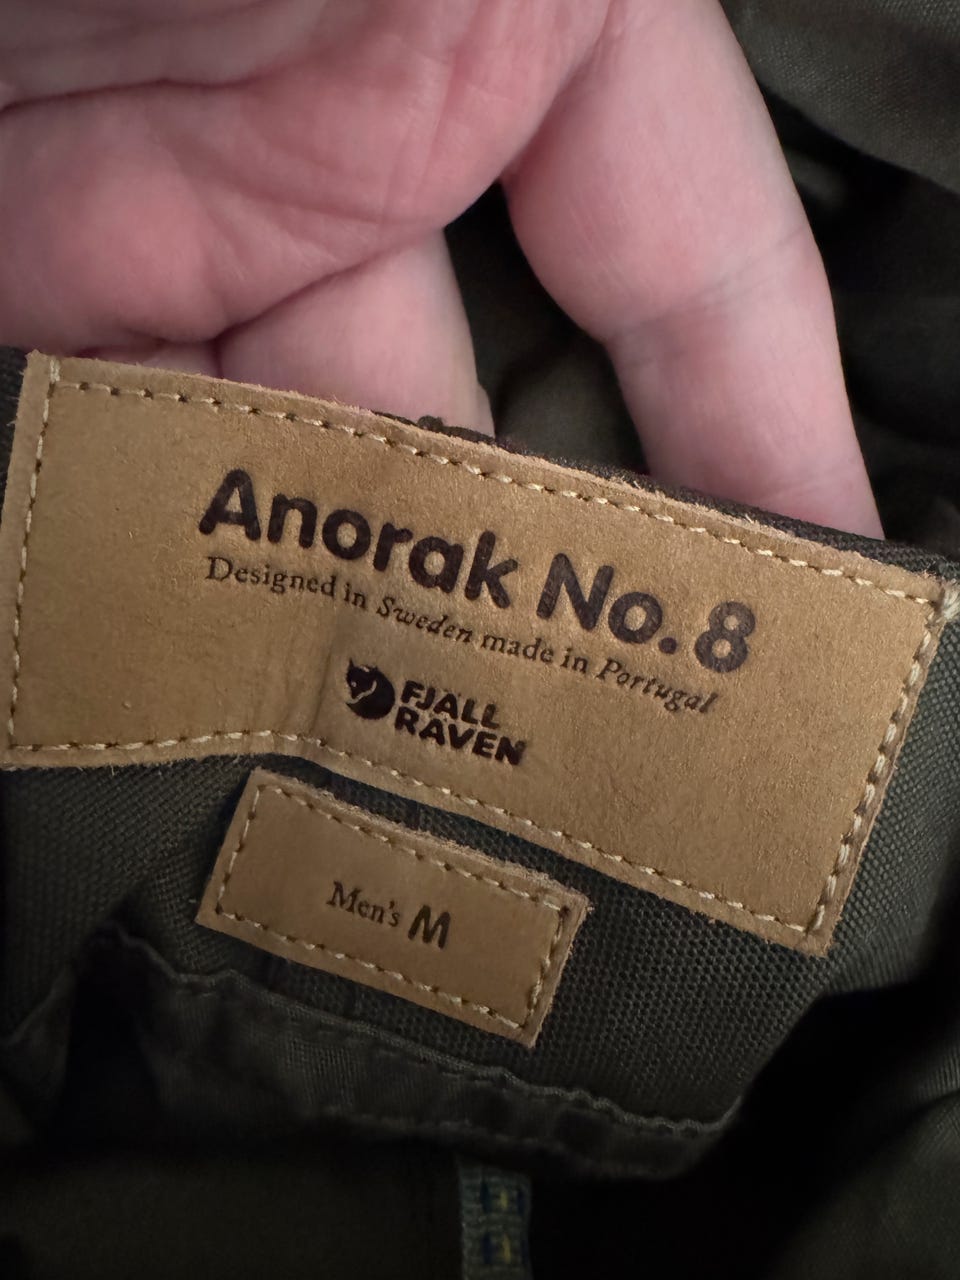 Anorak No.8
Designed in Sweden made in Portugal
FJÄLL
RÄVEN
Men's M